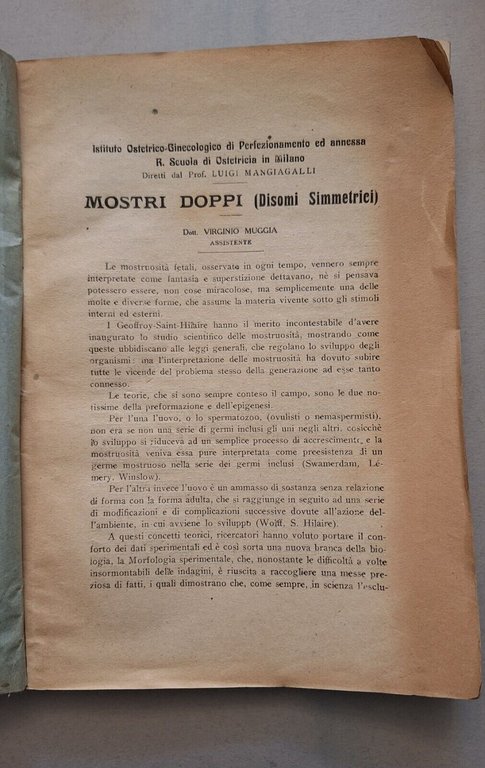 Istituto Ostetrico-Ginecologico di Perfezionamento ed annessa
R. Scuola di Ostetricia in Milano
Diretti dal Prof. LUIGI MANGIAGALLI
MOSTRI DOPPI (Disomi Simmetrici)
Dott. VIRGINIO MUGGIA
ASSISTENTE
Le mostruosità fetali, osservate in ogni tempo, vennero sempre
interpretate come fantasia e superstizione dettavano, nè si pensava
potessero essere, non cose miracolose, ma semplicemente una delle
molte e diverse forme, che assume la materia vivente sotto gli stimoli
interni ed esterni.
I Geoffroy-Saint-Hilaire hanno il merito incontestabile d'avere
inaugurato lo studio scientifico delle mostruosità, mostrando come
queste ubbidiscano alle leggi generali, che regolano lo sviluppo degli
organismi: ma l'interpretazione delle mostruosità ha dovuto subire
tutte le vicende del problema stesso della generazione ad esse tanto
connesso.
Le teorie, che si sono sempre conteso il campo, sono le due no-
tissime della preformazione e dell'epigenesi.
Per l'una l'uovo, o lo spermatozoo, (ovulisti o nemaspermisti),
non era se non una serie di germi inclusi gli uni negli altri, cosicchè
lo sviluppo si riduceva ad un semplice processo di accrescimento, e la
mostruosità veniva essa pure interpretata come preesistenza di un
germe mostruoso nella serie dei germi inclusi (Swamerdam, Lé-
mery, Winslow).
Per l'altra invece l'uovo è un ammasso di sostanza senza relazione
di forma con la forma adulta, che si raggiunge in seguito ad una serie
di modificazioni e di complicazioni successive dovute all'azione del-
l'ambiente, in cui avviene lo sviluppo (Wolff, S. Hilaire).
A questi concetti teorici, ricercatori hanno voluto portare il con-
forto dei dati sperimentali ed è così sorta una nuova branca della bio-
logia, la Morfologia sperimentale, che, nonostante le difficoltà a volte
insormontabili delle indagini, è riuscita a raccogliere una messe pre-
ziosa di fatti, i quali dimostrano che, come sempre, in scienza l'esclu-